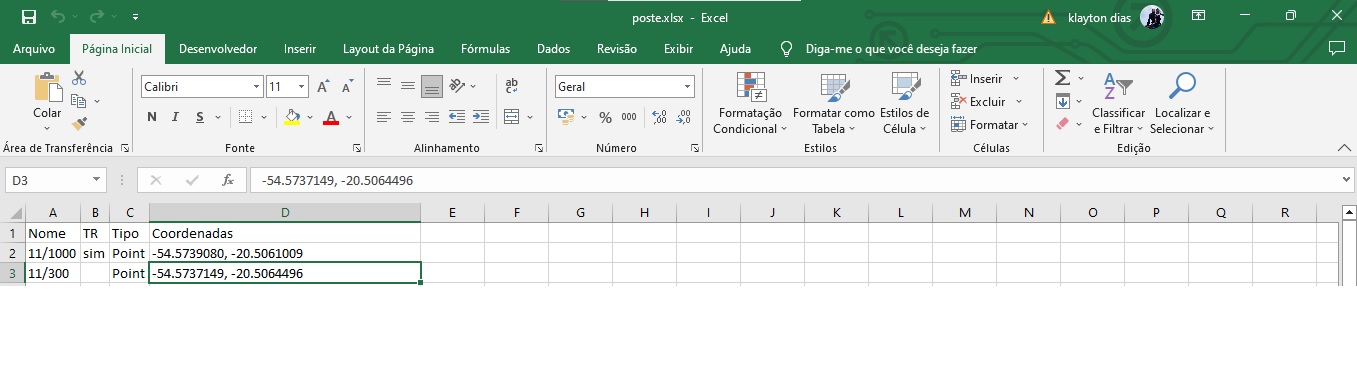 poste.xlsx - Excel
klayton dias
Arquivo Página Inicial Desenvolvedor Inserir Layout da Página Fórmulas Dados Revisão Exibir Ajuda Diga-me o que você deseja fazer
Colar
Área de Transferência
Calibri 11
N I S
Fonte
ab
Alinhamento
Geral
% 000
Número
Formatação Condicional
Formatar como Tabela
Estilos de Célula
Estilos
Inserir
Excluir
Formatar
Células
Classificar e Filtrar
Localizar e Selecionar
Edição
D3 fx -54.5737149, -20.5064496
A B C D E F G H I J K L M N O P Q R
1 Nome TR Tipo Coordenadas
2 11/1000 sim Point -54.5739080, -20.5061009
3 11/300 Point -54.5737149, -20.5064496